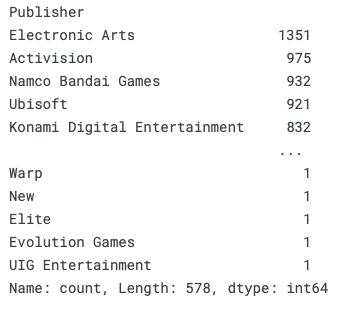 Publisher
Electronic Arts 1351
Activision 975
Namco Bandai Games 932
Ubisoft 921
Konami Digital Entertainment 832
...
Warp 1
New 1
Elite 1
Evolution Games 1
UIG Entertainment 1
Name: count, Length: 578, dtype: int64